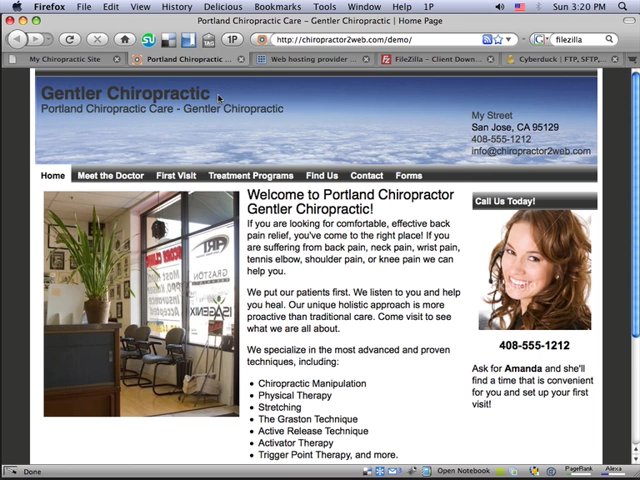 Firefox File Edit View History Delicious Bookmarks Tools Window Help 1P Sun 3:20 PM
Portland Chiropractic Care - Gentler Chiropractic | Home Page
1P http://chiropractor2web.com/demo/ filezilla
My Chiropractic Site Portland Chiropractic ... Web hosting provider ... FileZilla - Client Down... Cyberduck | FTP, SFTP,...
Gentler Chiropractic
Portland Chiropractic Care - Gentler Chiropractic
My Street
San Jose, CA 95129
408-555-1212
info@chiropractor2web.com
Home Meet the Doctor First Visit Treatment Programs Find Us Contact Forms
Welcome to Portland Chiropractor
Gentler Chiropractic!
If you are looking for comfortable, effective back
pain relief, you've come to the right place! If you
are suffering from back pain, neck pain, wrist pain,
tennis elbow, shoulder pain, or knee pain we can
help you.
We put our patients first. We listen to you and help
you heal. Our unique holistic approach is more
proactive than traditional care. Come visit to see
what we are all about.
We specialize in the most advanced and proven
techniques, including:
Chiropractic Manipulation
Physical Therapy
Stretching
The Graston Technique
Active Release Technique
Activator Therapy
Trigger Point Therapy, and more.
Call Us Today!
408-555-1212
Ask for Amanda and she'll
find a time that is convenient
for you and set up your first
visit!
ART
GRASTON
ISAGENIX
Done Open Notebook PageRank Alexa